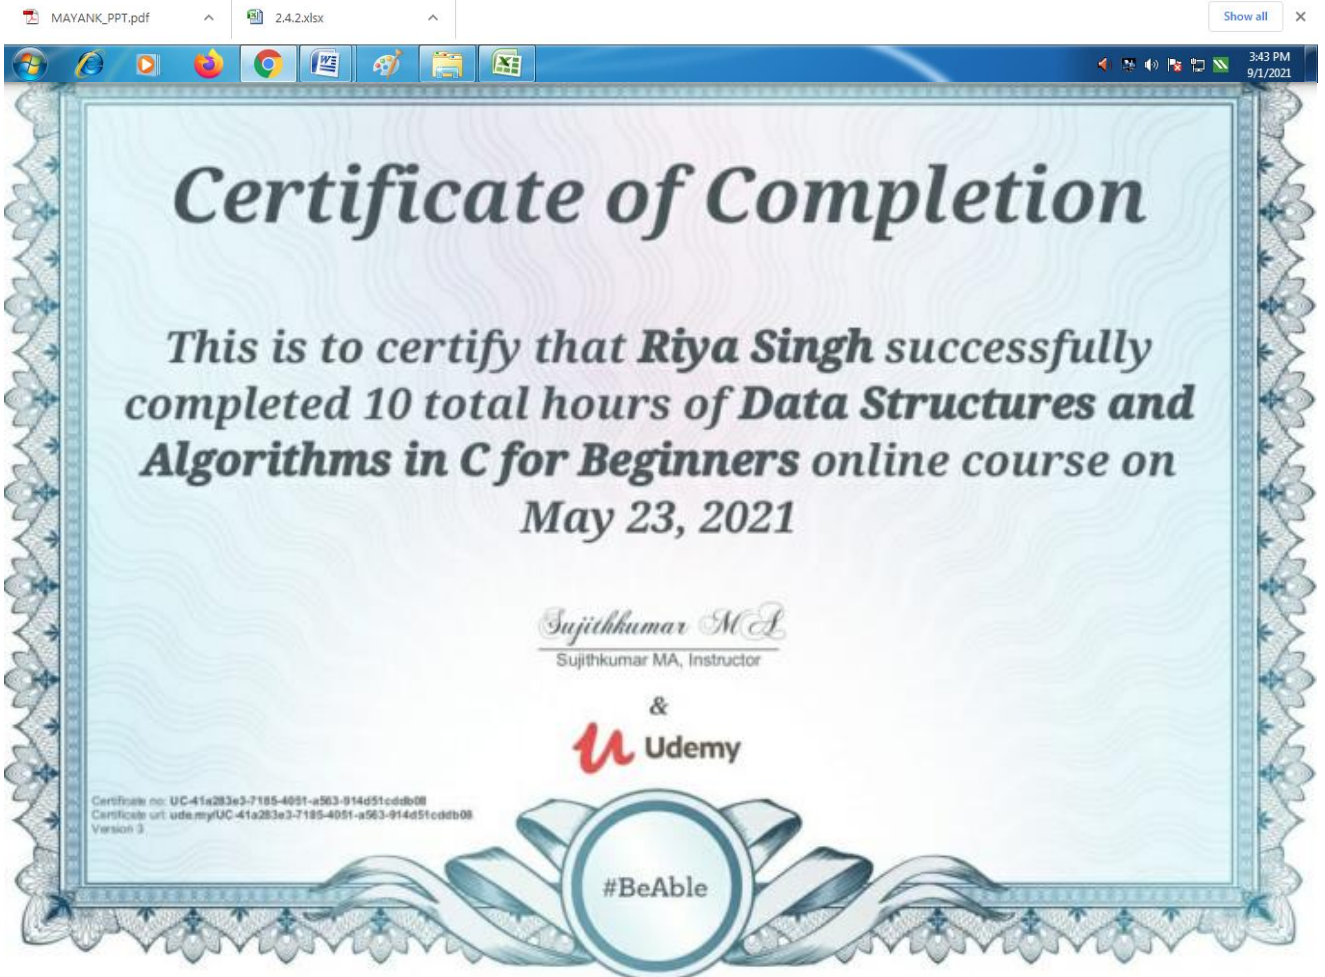 MAYANK_PPT.pdf
2.4.2.xlsx
Show all
3:43 PM
9/1/2021
Certificate of Completion
This is to certify that Riya Singh successfully
completed 10 total hours of Data Structures and
Algorithms in C for Beginners online course on
May 23, 2021
Sujithkumar M A
Sujithkumar MA, Instructor
&
Udemy
Certificate no: UC-41a283e3-7185-4051-a563-914d51cddb08
Certificate url: ude.my/UC-41a283e3-7185-4051-a563-914d51cddb08
Version 3
#BeAble